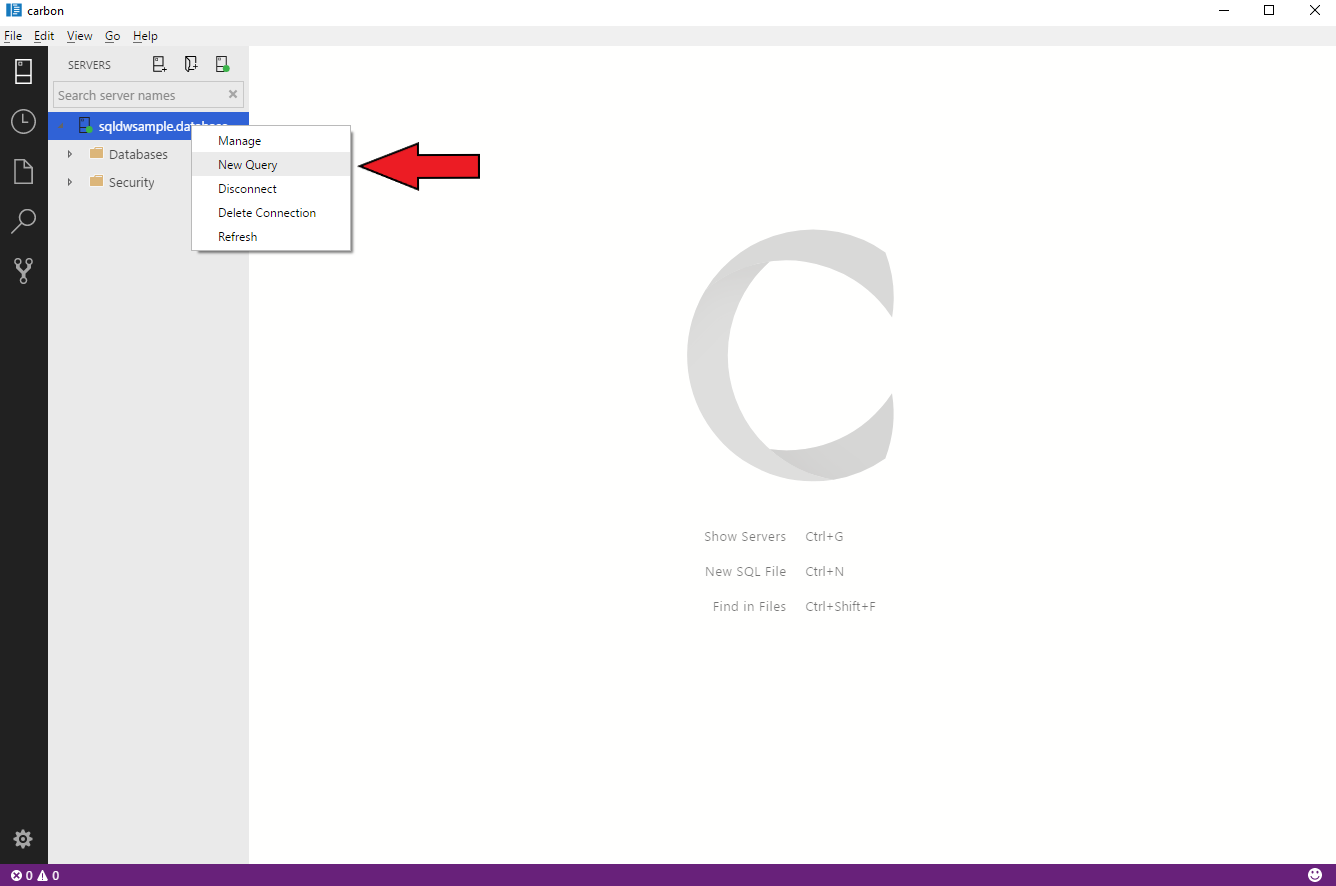 carbon
File Edit View Go Help
SERVERS
Search server names
sqldwsample.database
Databases
Security
Manage
New Query
Disconnect
Delete Connection
Refresh
Show Servers Ctrl+G
New SQL File Ctrl+N
Find in Files Ctrl+Shift+F
0 0